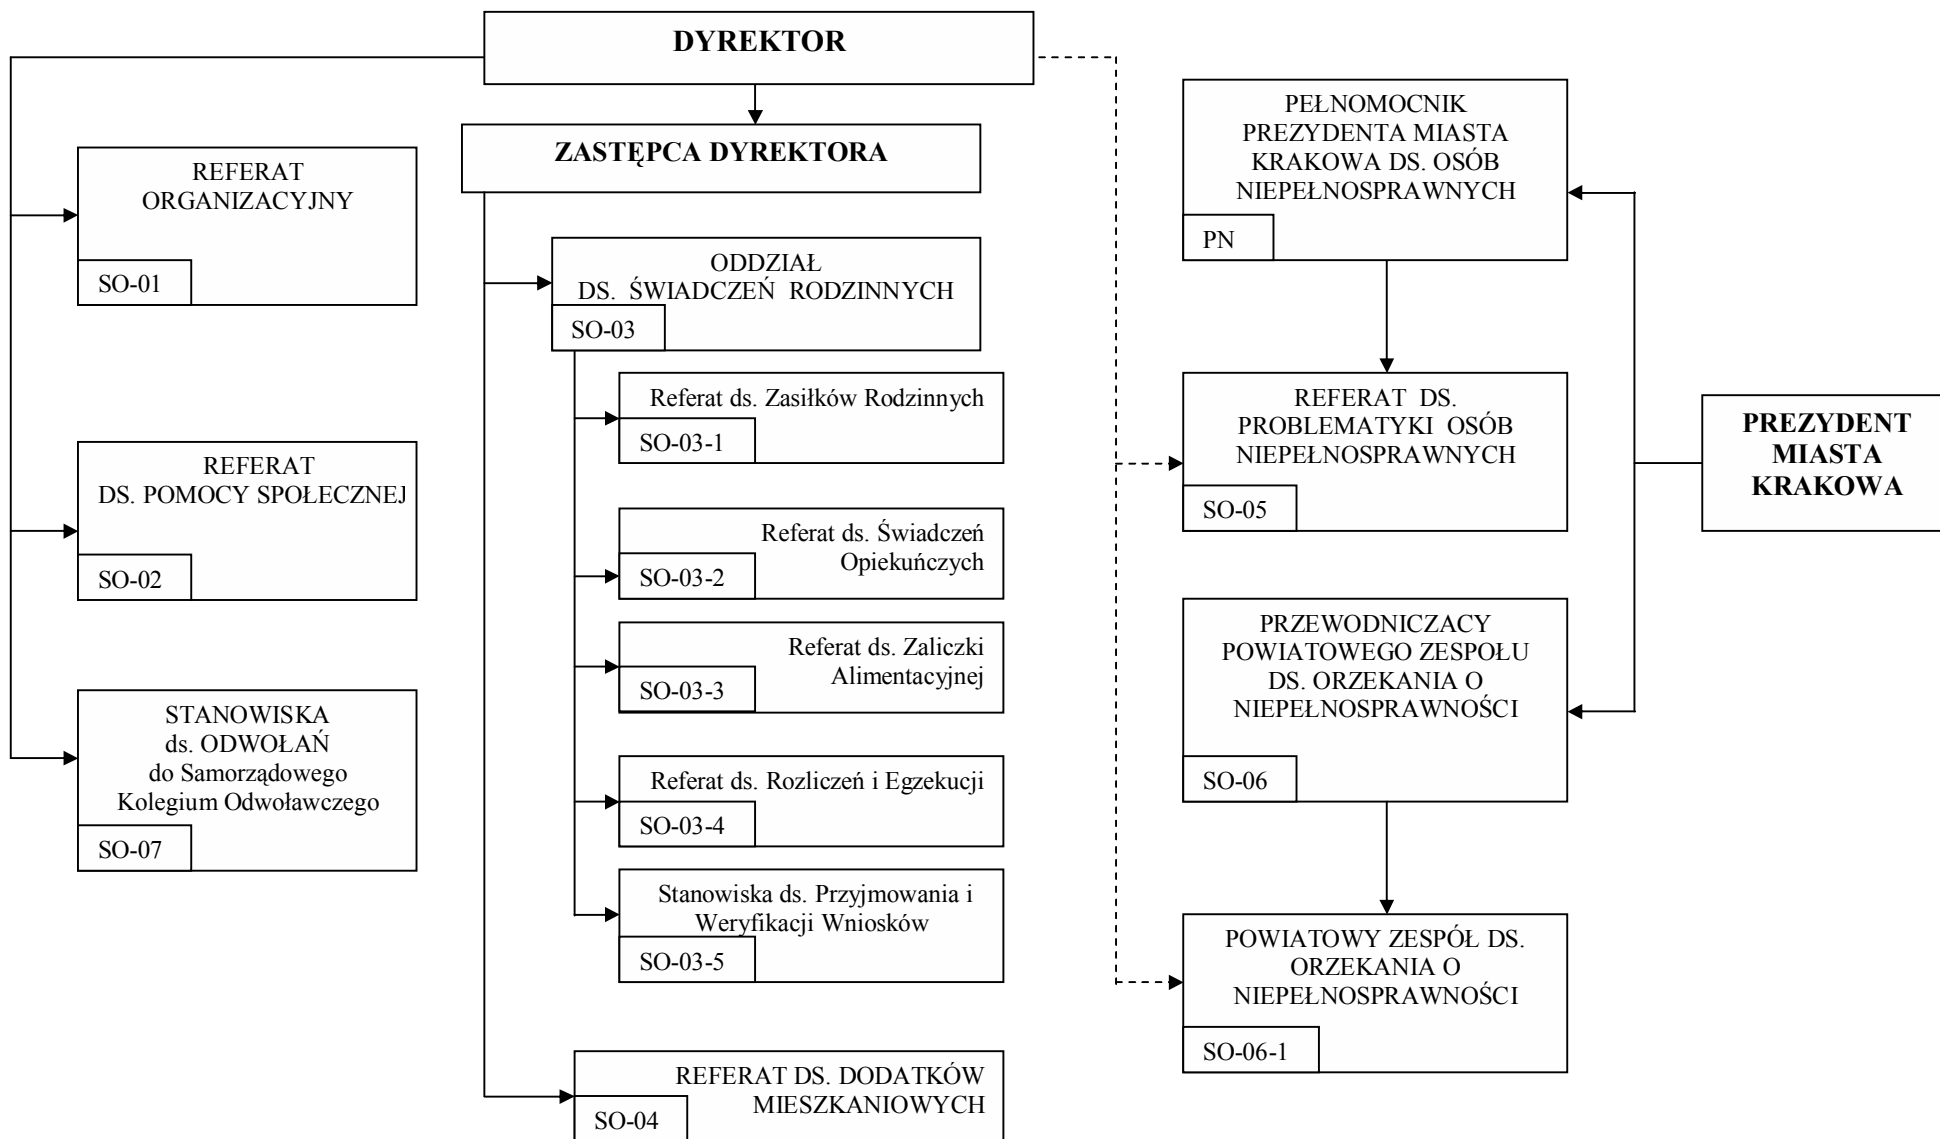 DYREKTOR
ZASTĘPCA DYREKTORA
REFERAT
ORGANIZACYJNY
SO-01
REFERAT
DS. POMOCY SPOŁECZNEJ
SO-02
STANOWISKA
ds. ODWOŁAŃ
do Samorządowego
Kolegium Odwoławczego
SO-07
ODDZIAŁ
DS. ŚWIADCZEŃ RODZINNYCH
SO-03
Referat ds. Zasiłków Rodzinnych
SO-03-1
Referat ds. Świadczeń
Opiekuńczych
SO-03-2
Referat ds. Zaliczki
Alimentacyjnej
SO-03-3
Referat ds. Rozliczeń i Egzekucji
SO-03-4
Stanowiska ds. Przyjmowania i
Weryfikacji Wniosków
SO-03-5
REFERAT DS. DODATKÓW
MIESZKANIOWYCH
SO-04
PEŁNOMOCNIK
PREZYDENTA MIASTA
KRAKOWA DS. OSÓB
NIEPEŁNOSPRAWNYCH
PN
REFERAT DS.
PROBLEMATYKI OSÓB
NIEPEŁNOSPRAWNYCH
SO-05
PRZEWODNICZACY
POWIATOWEGO ZESPOŁU
DS. ORZEKANIA O
NIEPEŁNOSPRAWNOŚCI
SO-06
POWIATOWY ZESPÓŁ DS.
ORZEKANIA O
NIEPEŁNOSPRAWNOŚCI
SO-06-1
PREZYDENT
MIASTA
KRAKOWA